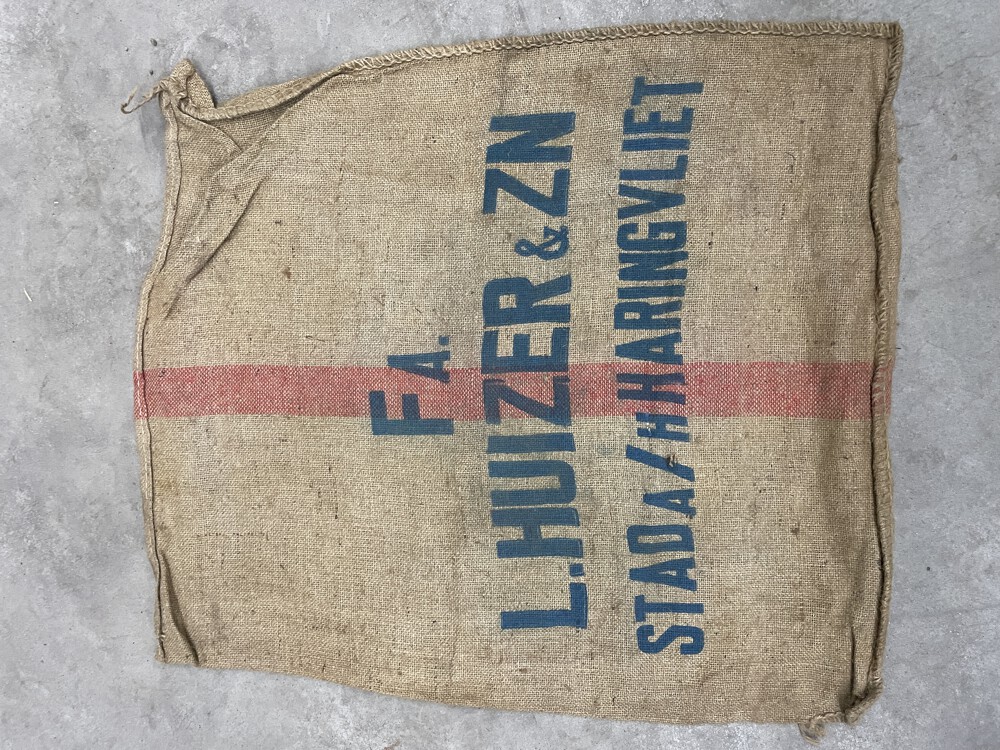 FA.
L.HUIZER & ZN
STAD A/H HARINGVLIET